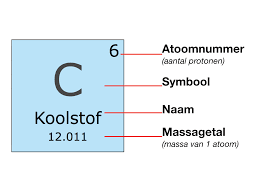 6
Atoomnummer
(aantal protonen)
C
Symbool
Koolstof
Naam
12.011
Massagetal
(massa van 1 atoom)